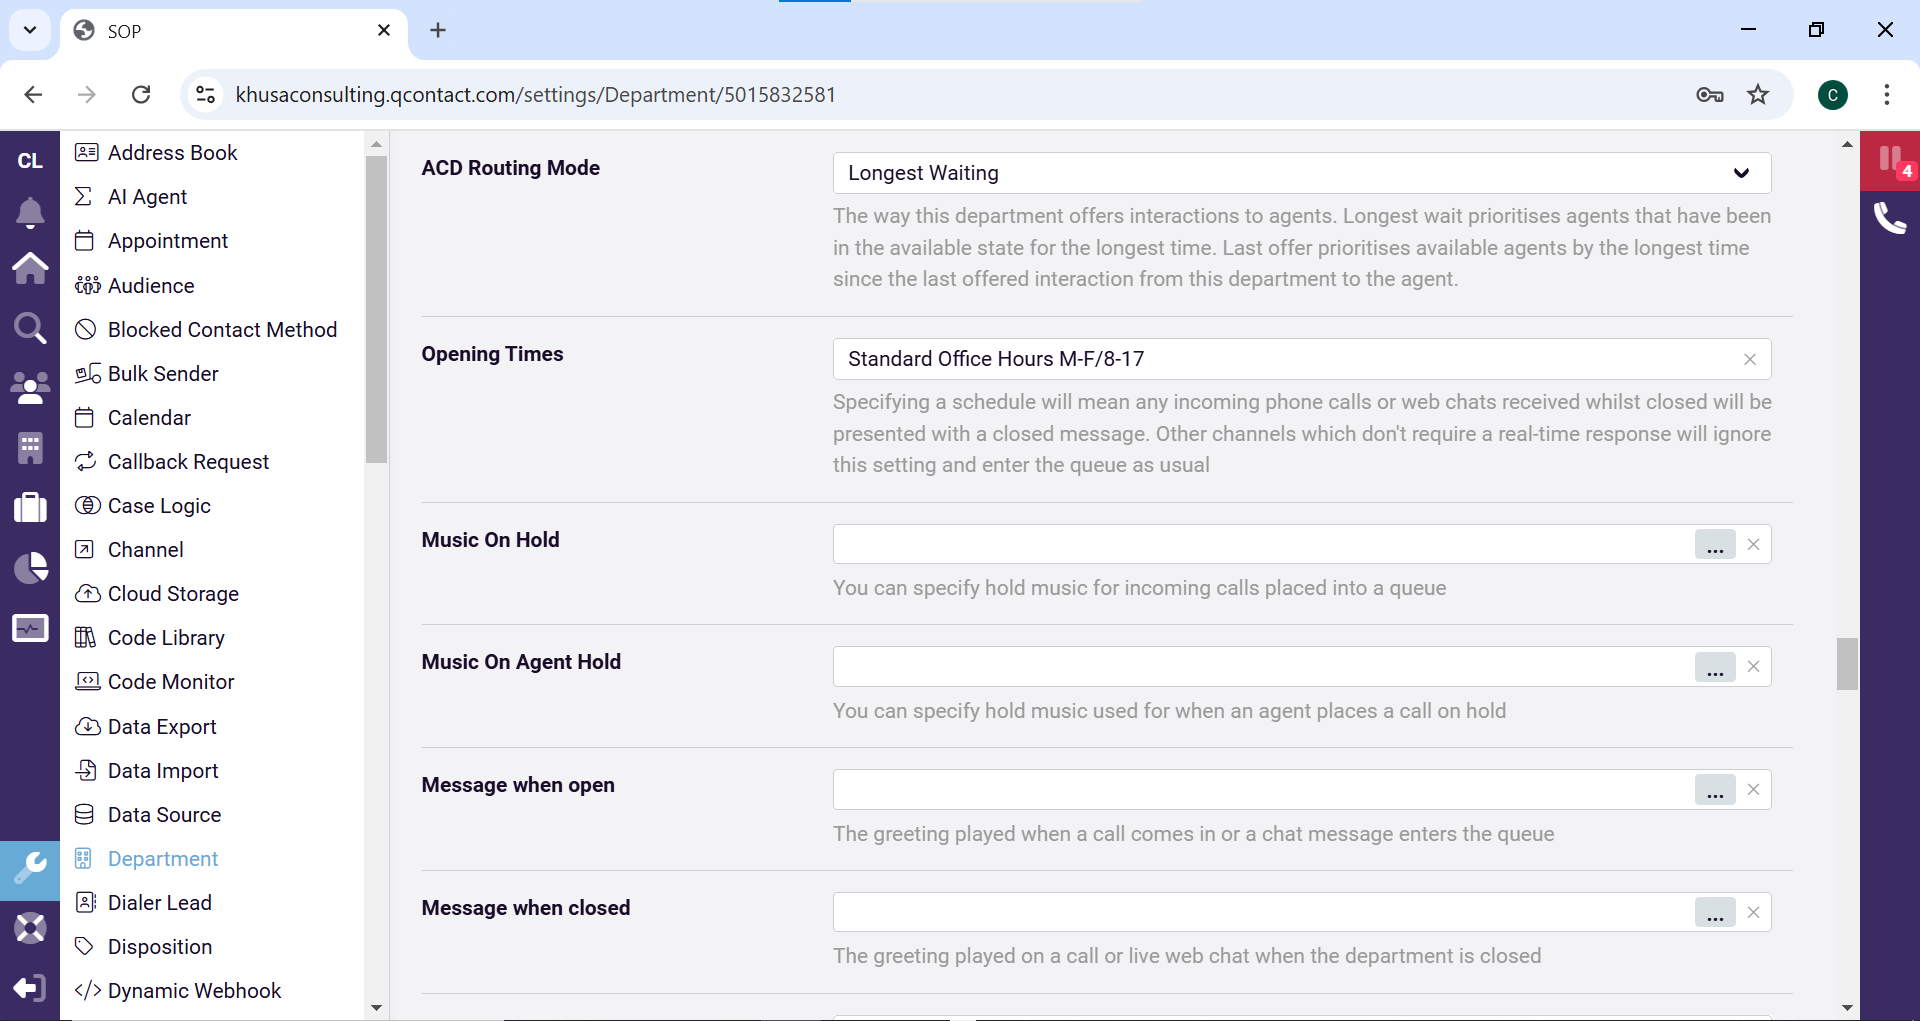 SOP
khusaconsulting.qcontact.com/settings/Department/5015832581
C
CL
4
Address Book
AI Agent
Appointment
Audience
Blocked Contact Method
Bulk Sender
Calendar
Callback Request
Case Logic
Channel
Cloud Storage
Code Library
Code Monitor
Data Export
Data Import
Data Source
Department
Dialer Lead
Disposition
Dynamic Webhook
ACD Routing Mode
Longest Waiting
The way this department offers interactions to agents. Longest wait prioritises agents that have been
in the available state for the longest time. Last offer prioritises available agents by the longest time
since the last offered interaction from this department to the agent.
Opening Times
Standard Office Hours M-F/8-17
Specifying a schedule will mean any incoming phone calls or web chats received whilst closed will be
presented with a closed message. Other channels which don't require a real-time response will ignore
this setting and enter the queue as usual
Music On Hold
...
You can specify hold music for incoming calls placed into a queue
Music On Agent Hold
...
You can specify hold music used for when an agent places a call on hold
Message when open
...
The greeting played when a call comes in or a chat message enters the queue
Message when closed
...
The greeting played on a call or live web chat when the department is closed